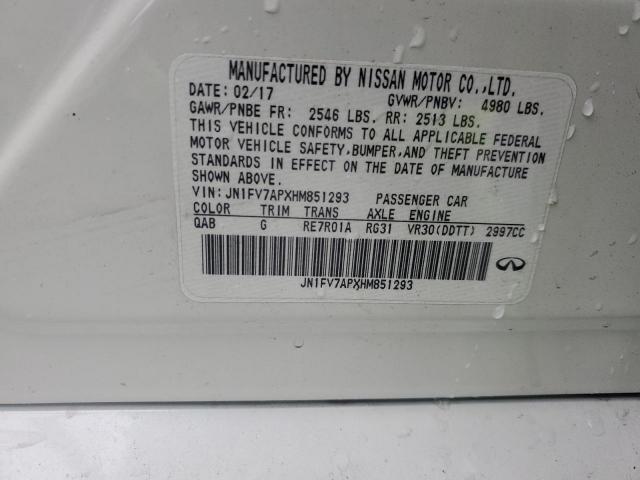 MANUFACTURED BY NISSAN MOTOR CO.,LTD.
DATE: 02/17 GVWR/PNBV: 4980 LBS.
GAWR/PNBE FR: 2546 LBS. RR: 2513 LBS.
THIS VEHICLE CONFORMS TO ALL APPLICABLE FEDERAL
MOTOR VEHICLE SAFETY,BUMPER,AND THEFT PREVENTION
STANDARDS IN EFFECT ON THE DATE OF MANUFACTURE
SHOWN ABOVE.
VIN:JN1FV7APXHM851293 PASSENGER CAR
COLOR TRIM TRANS AXLE ENGINE
QAB G RE7R01A RG31 VR30(DDTT) 2997CC
JN1FV7APXHM851293